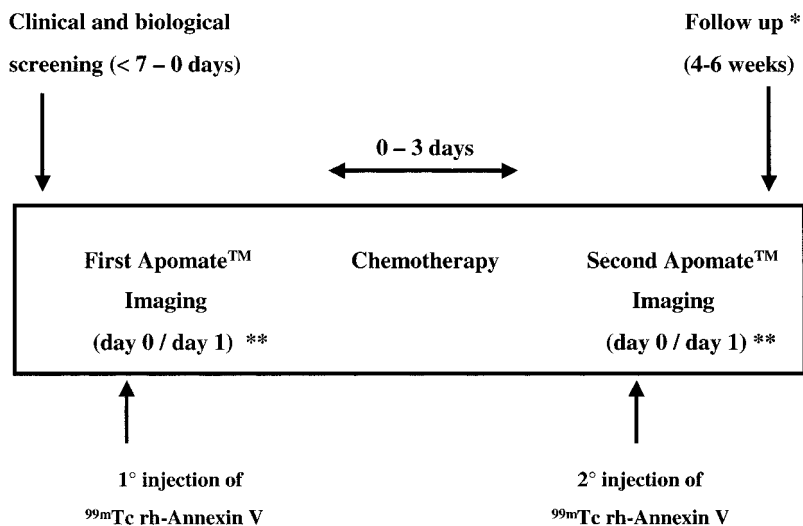 Clinical and biological
screening (< 7 – 0 days)
Follow up *
(4-6 weeks)
0 – 3 days
First Apomate™
Imaging
(day 0 / day 1) **
Chemotherapy
Second Apomate™
Imaging
(day 0 / day 1) **
1° injection of
⁹⁹ᵐTc rh-Annexin V
2° injection of
⁹⁹ᵐTc rh-Annexin V